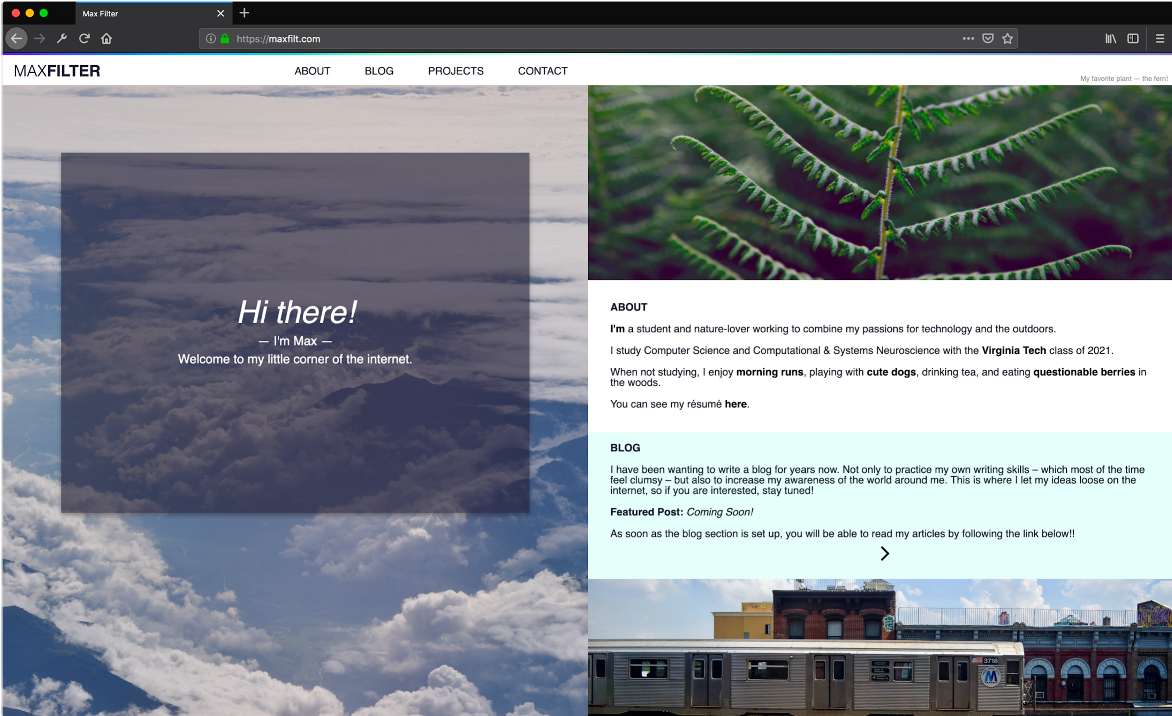 Max Filter
https://maxfilt.com
MAXFILTER
ABOUT BLOG PROJECTS CONTACT
My favorite plant — the fern!
Hi there!
— I'm Max —
Welcome to my little corner of the internet.
ABOUT
I'm a student and nature-lover working to combine my passions for technology and the outdoors.
I study Computer Science and Computational & Systems Neuroscience with the Virginia Tech class of 2021.
When not studying, I enjoy morning runs, playing with cute dogs, drinking tea, and eating questionable berries in
the woods.
You can see my résumé here.
BLOG
I have been wanting to write a blog for years now. Not only to practice my own writing skills – which most of the time
feel clumsy – but also to increase my awareness of the world around me. This is where I let my ideas loose on the
internet, so if you are interested, stay tuned!
Featured Post: Coming Soon!
As soon as the blog section is set up, you will be able to read my articles by following the link below!!
3718
M